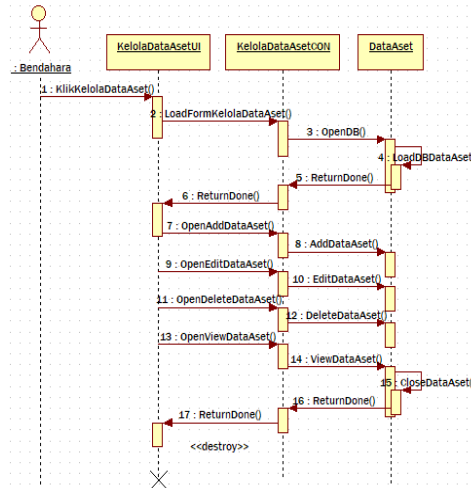 KelolaDataAsetUI
KelolaDataAsetCON
DataAset
: Bendahara
1 : KlikKelolaDataAset()
2 : LoadFormKelolaDataAset()
3 : OpenDB()
4 : LoadDBDataAset
5 : ReturnDone()
6 : ReturnDone()
7 : OpenAddDataAset()
8 : AddDataAset()
9 : OpenEditDataAset()
10 : EditDataAset()
11 : OpenDeleteDataAset()
12 : DeleteDataAset()
13 : OpenViewDataAset()
14 : ViewDataAset()
15 : CloseDataAset(
16 : ReturnDone()
17 : ReturnDone()
<<destroy>>